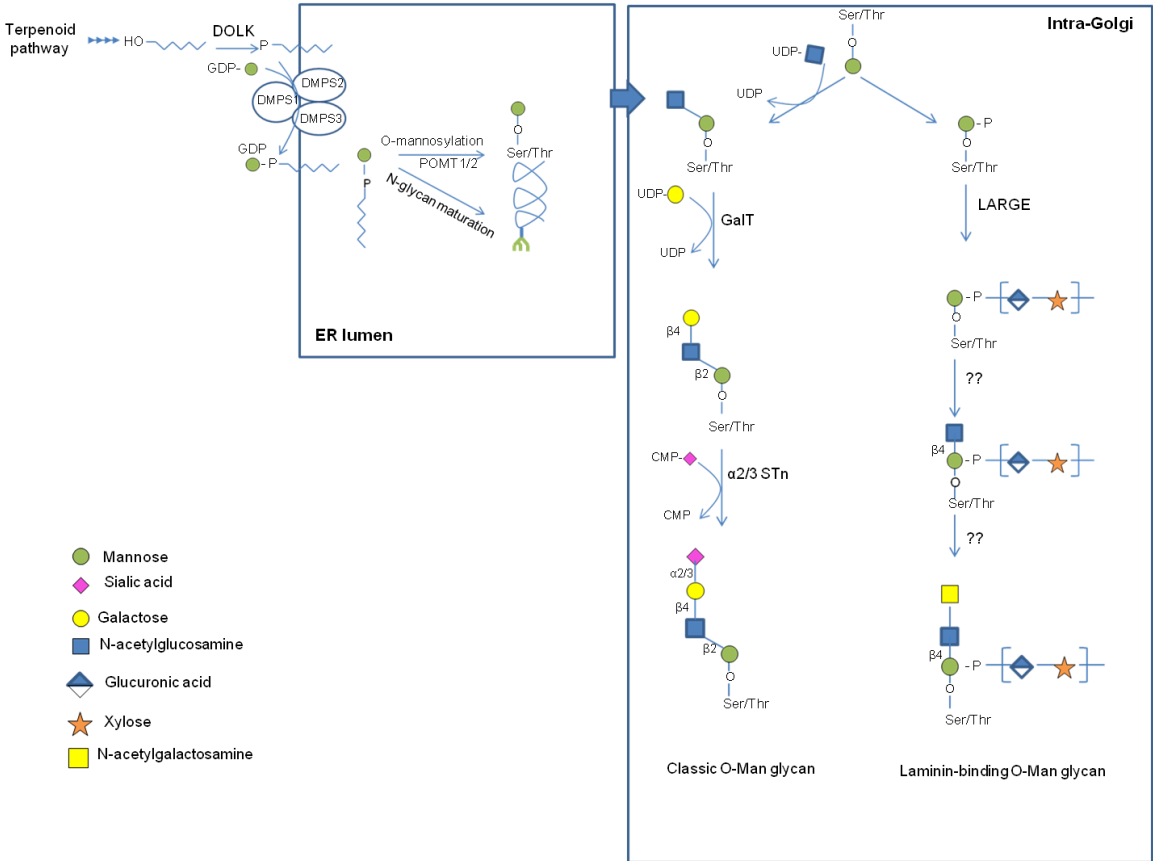 Terpenoid
pathway
HO
DOLK
P
GDP-
DMPS1
DMPS2
DMPS3
GDP
-P
P
O-mannosylation
POMT 1/2
N-glycan maturation
O
Ser/Thr
ER lumen
Intra-Golgi
Ser/Thr
O
UDP-
UDP
O
Ser/Thr
- P
O
Ser/Thr
UDP-
GalT
UDP
LARGE
- P
O
Ser/Thr
β4
β2
O
Ser/Thr
??
β4
- P
O
Ser/Thr
CMP-
α2/3 STn
CMP
??
α2/3
β4
β2
O
Ser/Thr
β4
- P
O
Ser/Thr
Classic O-Man glycan
Laminin-binding O-Man glycan
Mannose
Sialic acid
Galactose
N-acetylglucosamine
Glucuronic acid
Xylose
N-acetylgalactosamine